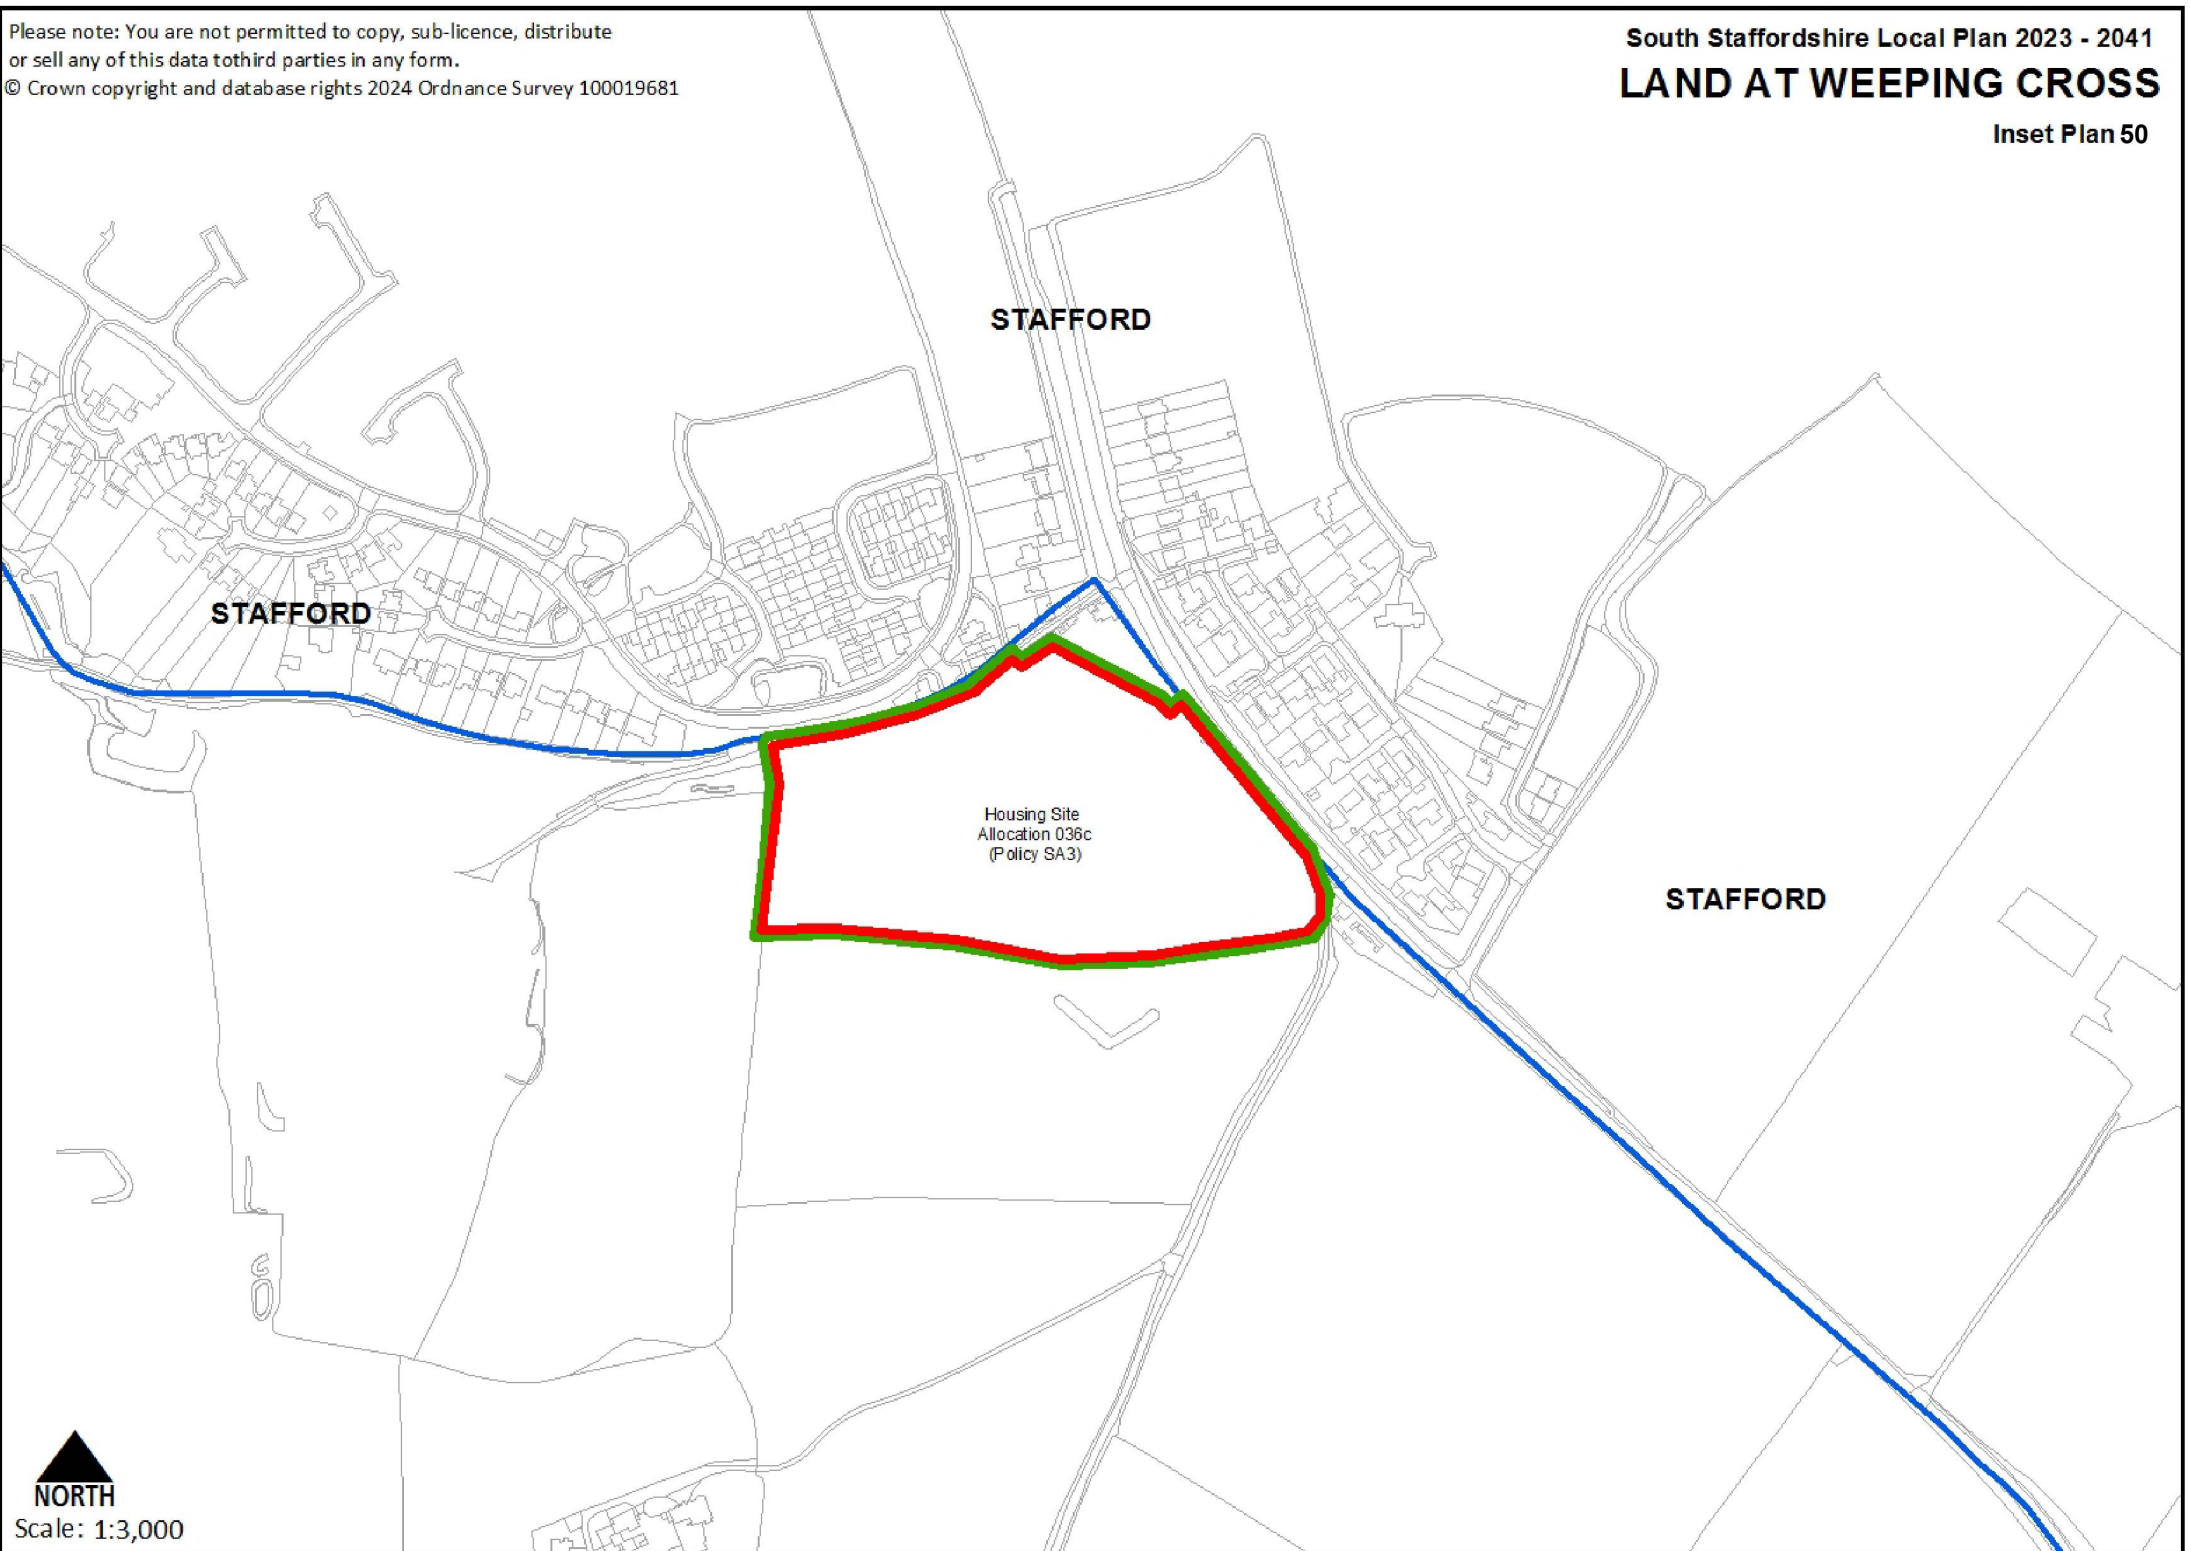 Please note: You are not permitted to copy, sub-licence, distribute
or sell any of this data tothird parties in any form.
© Crown copyright and database rights 2024 Ordnance Survey 100019681
South Staffordshire Local Plan 2023 - 2041
LAND AT WEEPING CROSS
Inset Plan 50
STAFFORD
STAFFORD
Housing Site
Allocation 036c
(Policy SA3)
STAFFORD
NORTH
Scale: 1:3,000